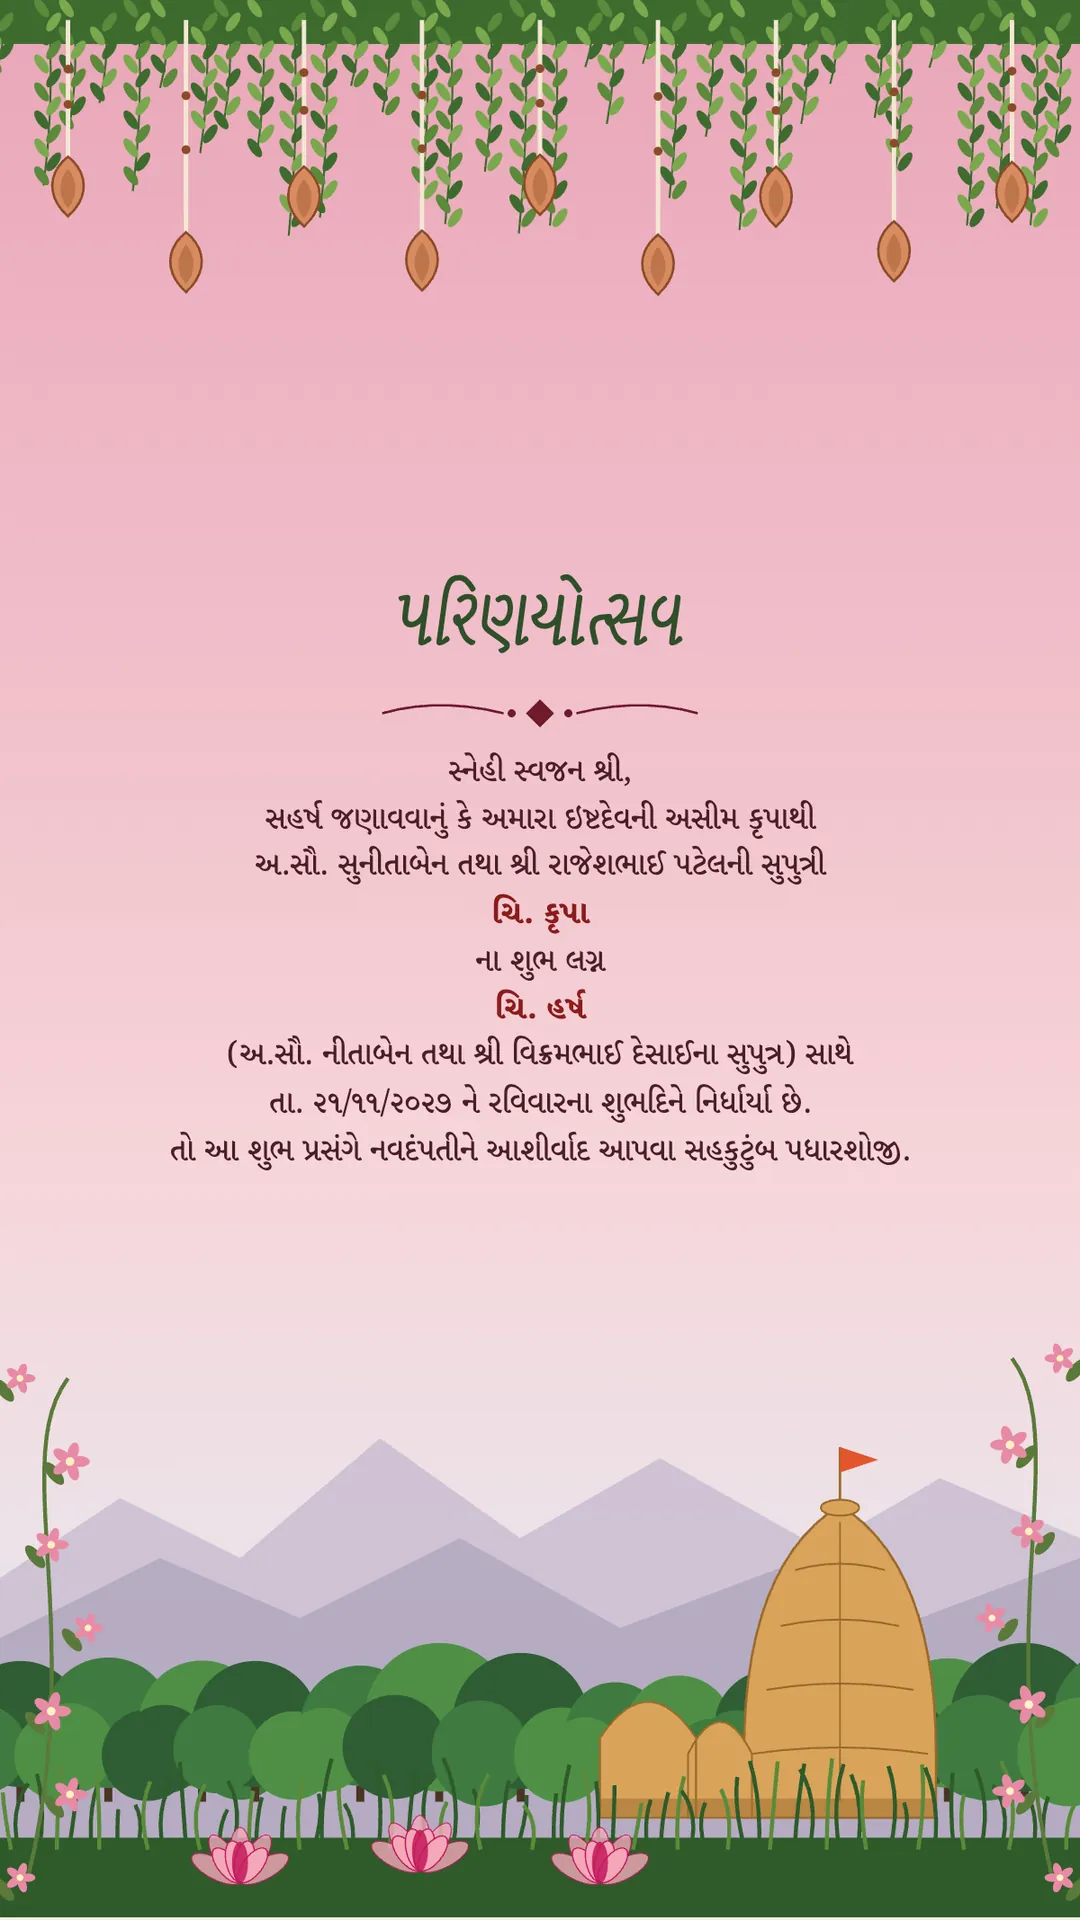 પરિણયોત્સવ
સ્નેહી સ્વજન શ્રી,
સહર્ષ જણાવવાનું કે અમારા ઇષ્ટદેવની અસીમ કૃપાથી
અ.સૌ. સુનીતાબેન તથા શ્રી રાજેશભાઈ પટેલની સુપુત્રી
ચિ. કૃપા
ના શુભ લગ્ન
ચિ. હર્ષ
(અ.સૌ. નીતાબેન તથા શ્રી વિક્રમભાઈ દેસાઈના સુપુત્ર) સાથે
તા. ૨૧/૧૧/૨૦૨૭ ને રવિવારના શુભદિને નિર્ધાર્યા છે.
તો આ શુભ પ્રસંગે નવદંપતીને આશીર્વાદ આપવા સહકુટુંબ પધારશોજી.